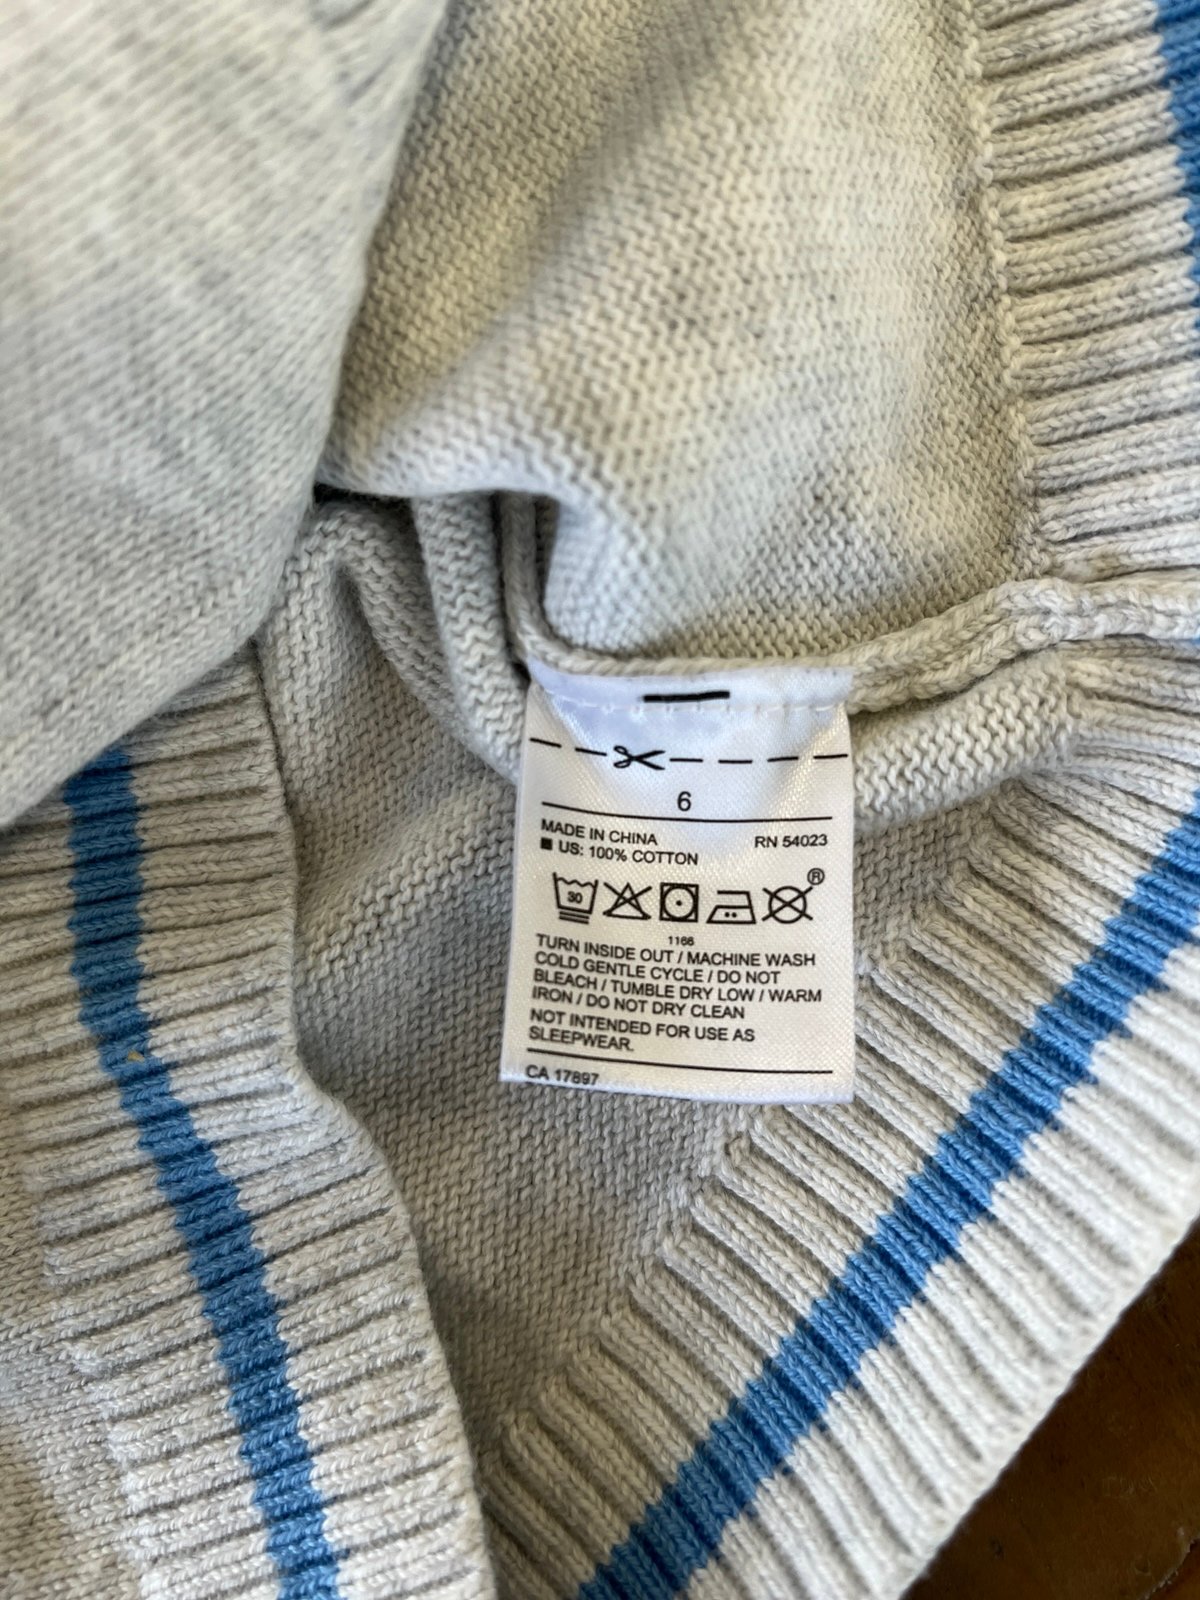 6
MADE IN CHINA RN 54023
■ US: 100% COTTON
30
®
1166
TURN INSIDE OUT / MACHINE WASH
COLD GENTLE CYCLE / DO NOT
BLEACH / TUMBLE DRY LOW / WARM
IRON / DO NOT DRY CLEAN
NOT INTENDED FOR USE AS
SLEEPWEAR.
CA 17897